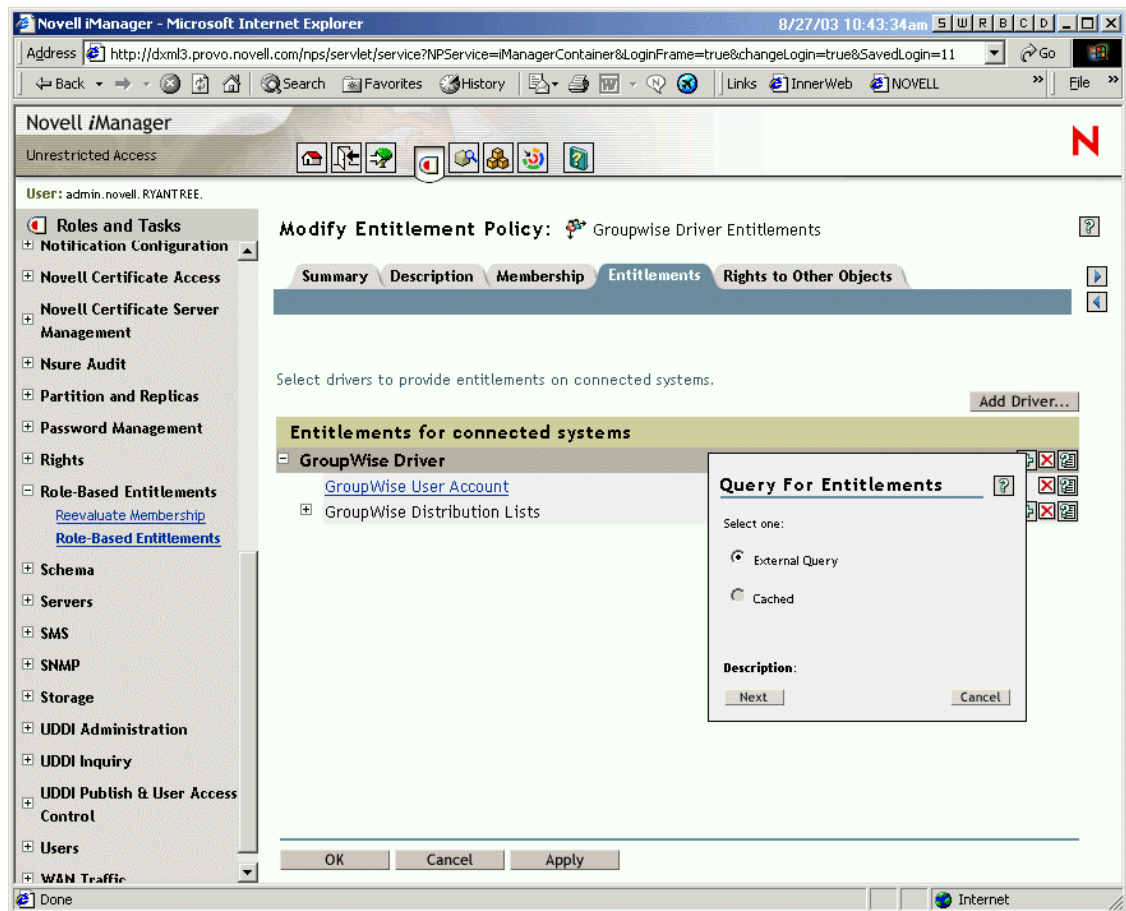 Novell iManager - Microsoft Internet Explorer
8/27/03 10:43:34am
S W R B C D
Address http://dxml3.provo.novell.com/nps/servlet/service?NPService=iManagerContainer&LoginFrame=true&changeLogin=true&SavedLogin=11 Go
Back Search Favorites History Links InnerWeb NOVELL » File »
Novell iManager
Unrestricted Access
N
User: admin.novell.RYANTREE.
Roles and Tasks
Notification Configuration
Novell Certificate Access
Novell Certificate Server
Management
Nsure Audit
Partition and Replicas
Password Management
Rights
Role-Based Entitlements
Reevaluate Membership
Role-Based Entitlements
Schema
Servers
SMS
SNMP
Storage
UDDI Administration
UDDI Inquiry
UDDI Publish & User Access
Control
Users
WAN Traffic
Modify Entitlement Policy: Groupwise Driver Entitlements
Summary Description Membership Entitlements Rights to Other Objects
Select drivers to provide entitlements on connected systems.
Add Driver...
Entitlements for connected systems
GroupWise Driver
GroupWise User Account
GroupWise Distribution Lists
Query For Entitlements
Select one:
External Query
Cached
Description:
Next Cancel
OK Cancel Apply
Done Internet